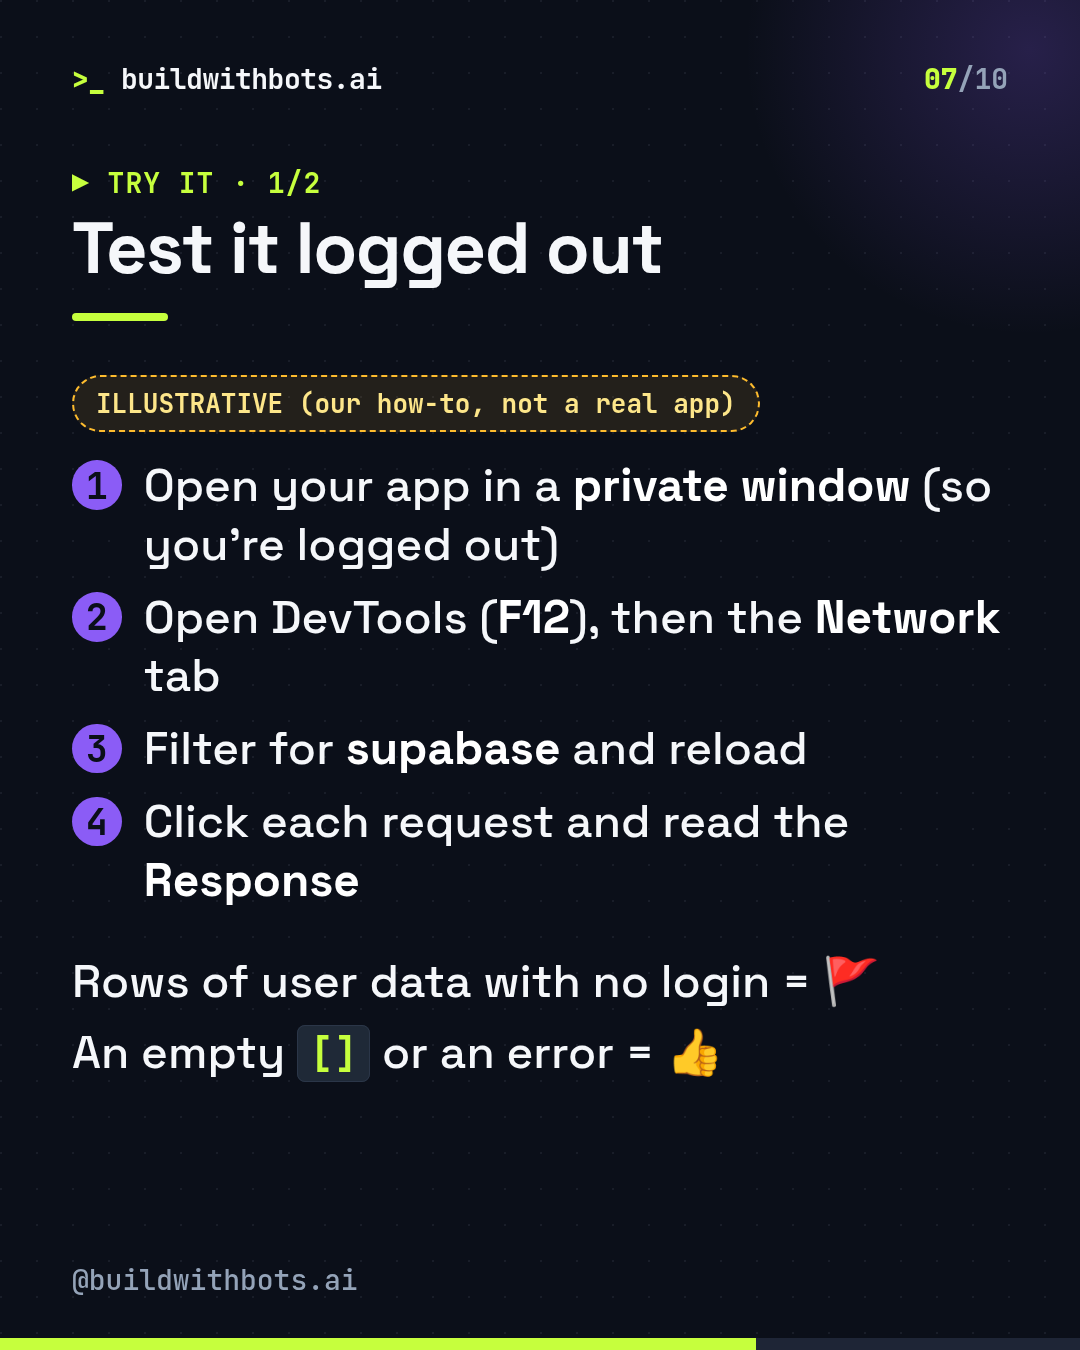 >_ buildwithbots.ai
07/10
▶ TRY IT · 1/2
Test it logged out
ILLUSTRATIVE (our how-to, not a real app)
1 Open your app in a private window (so
you’re logged out)
2 Open DevTools (F12), then the Network
tab
3 Filter for supabase and reload
4 Click each request and read the
Response
Rows of user data with no login = 🚩
An empty [] or an error = 👍
@buildwithbots.ai